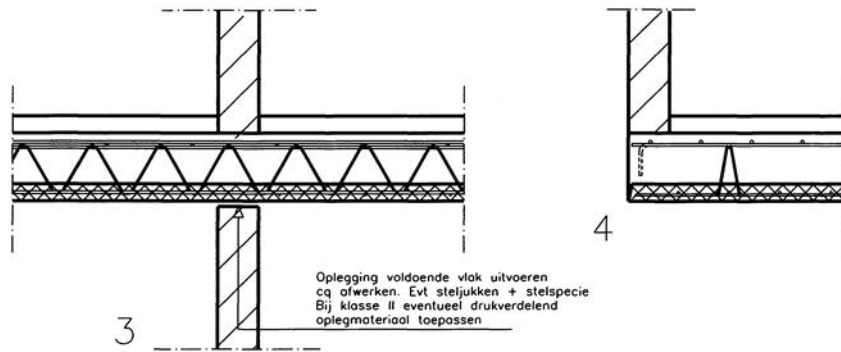 4
Oplegging voldoende vlak uitvoeren
cq afwerken. Evt steljukken + stelspecie
Bij klasse II eventueel drukverdelend
oplegmateriaal toepassen
3